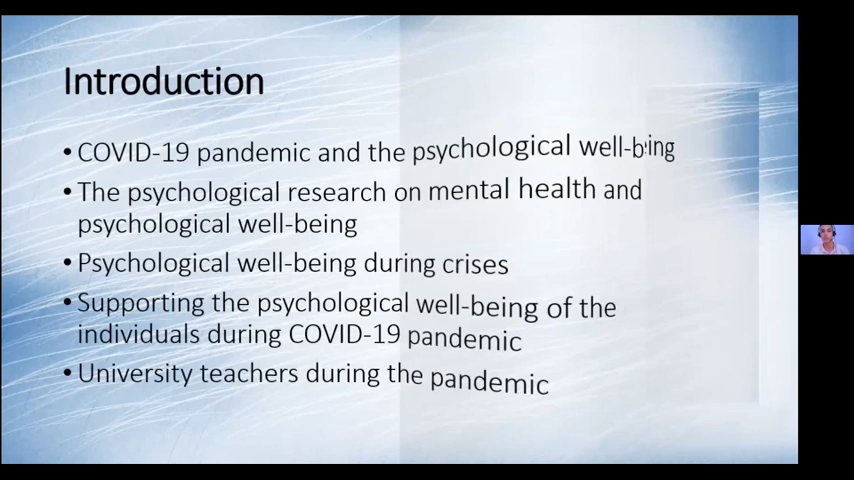 Introduction
• COVID-19 pandemic and the psychological well-being
• The psychological research on mental health and
psychological well-being
• Psychological well-being during crises
• Supporting the psychological well-being of the
individuals during COVID-19 pandemic
• University teachers during the pandemic